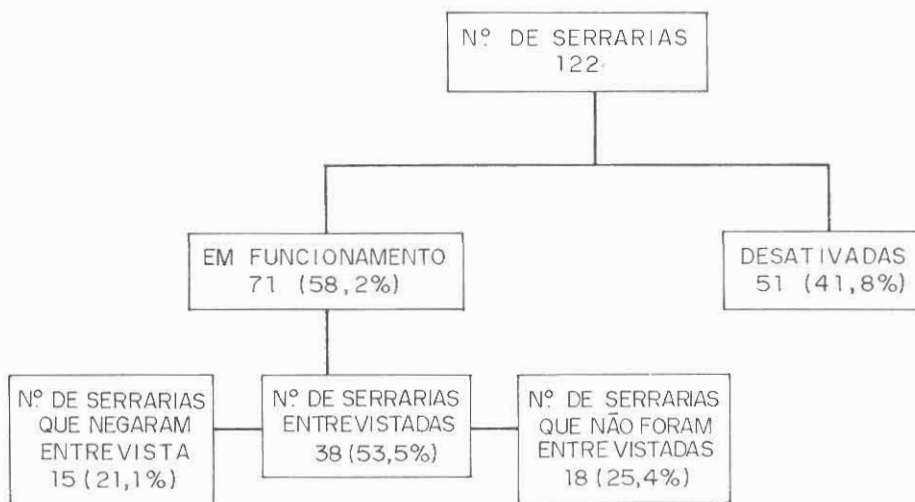 Nº DE SERRARIAS
122
EM FUNCIONAMENTO
71 (58,2%)
DESATIVADAS
51 (41,8%)
Nº DE SERRARIAS
QUE NEGARAM
ENTREVISTA
15 (21,1%)
Nº DE SERRARIAS
ENTREVISTADAS
38 (53,5%)
Nº DE SERRARIAS
QUE NÃO FORAM
ENTREVISTADAS
18 (25,4%)